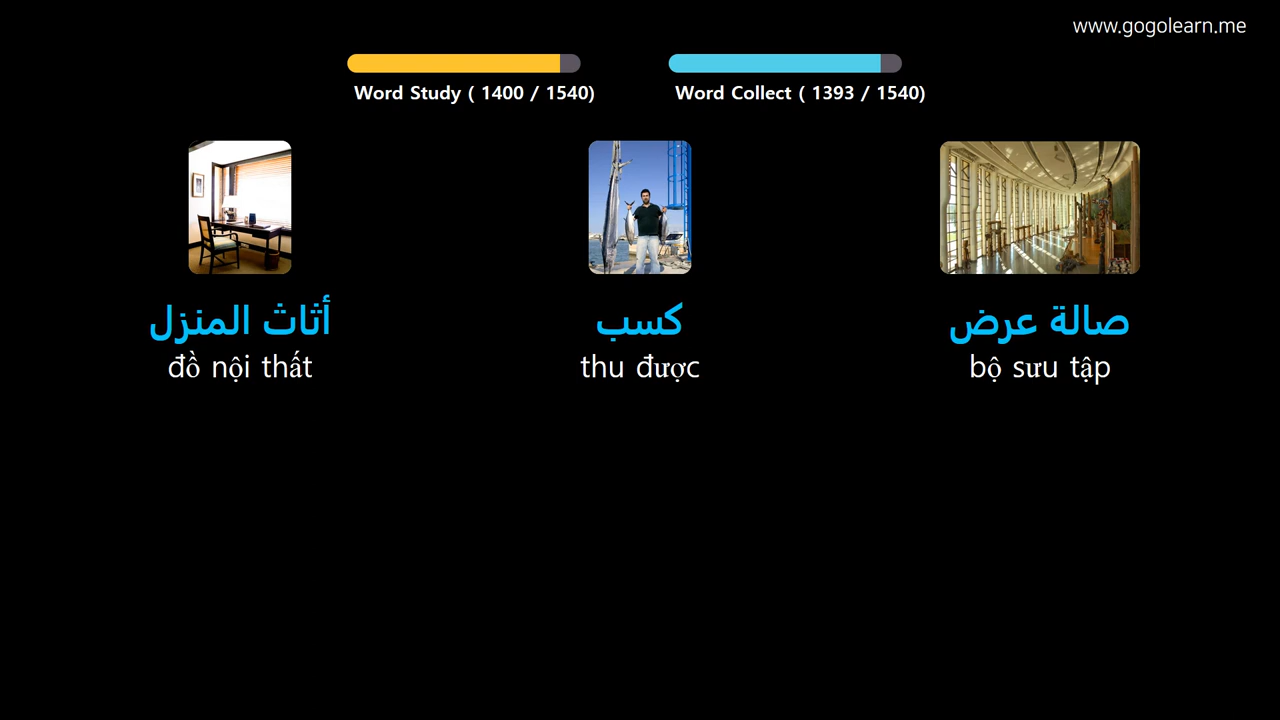 www.gogolearn.me
Word Study ( 1400 / 1540)
Word Collect ( 1393 / 1540)
أثاث المنزل
đồ nội thất
كسب
thu được
صالة عرض
bộ sưu tập